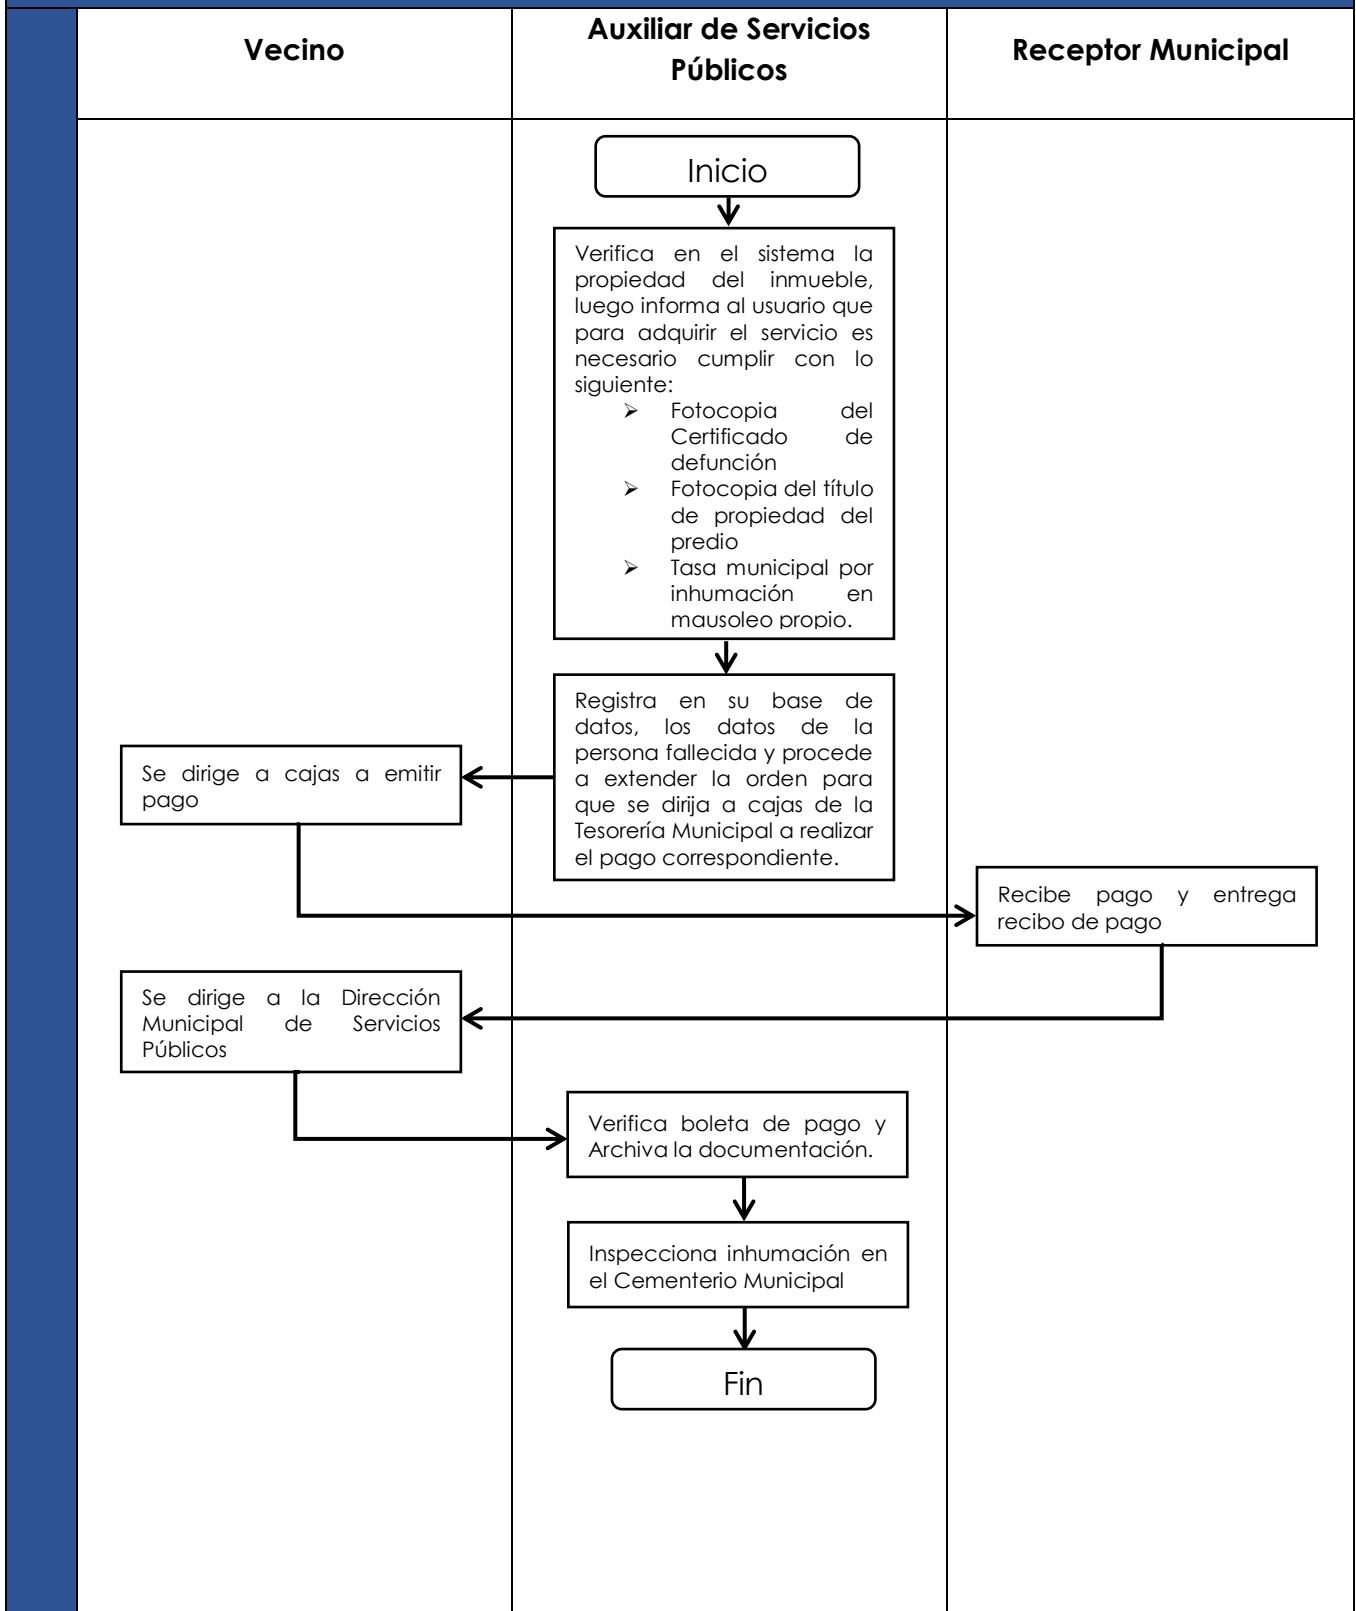 Vecino
Auxiliar de Servicios
Públicos
Receptor Municipal
Inicio
Verifica en el sistema la
propiedad del inmueble,
luego informa al usuario que
para adquirir el servicio es
necesario cumplir con lo
siguiente:
➢ Fotocopia del
Certificado de
defunción
➢ Fotocopia del título
de propiedad del
predio
➢ Tasa municipal por
inhumación en
mausoleo propio.
Registra en su base de
datos, los datos de la
persona fallecida y procede
a extender la orden para
que se dirija a cajas de la
Tesorería Municipal a realizar
el pago correspondiente.
Se dirige a cajas a emitir
pago
Recibe pago y entrega
recibo de pago
Se dirige a la Dirección
Municipal de Servicios
Públicos
Verifica boleta de pago y
Archiva la documentación.
Inspecciona inhumación en
el Cementerio Municipal
Fin